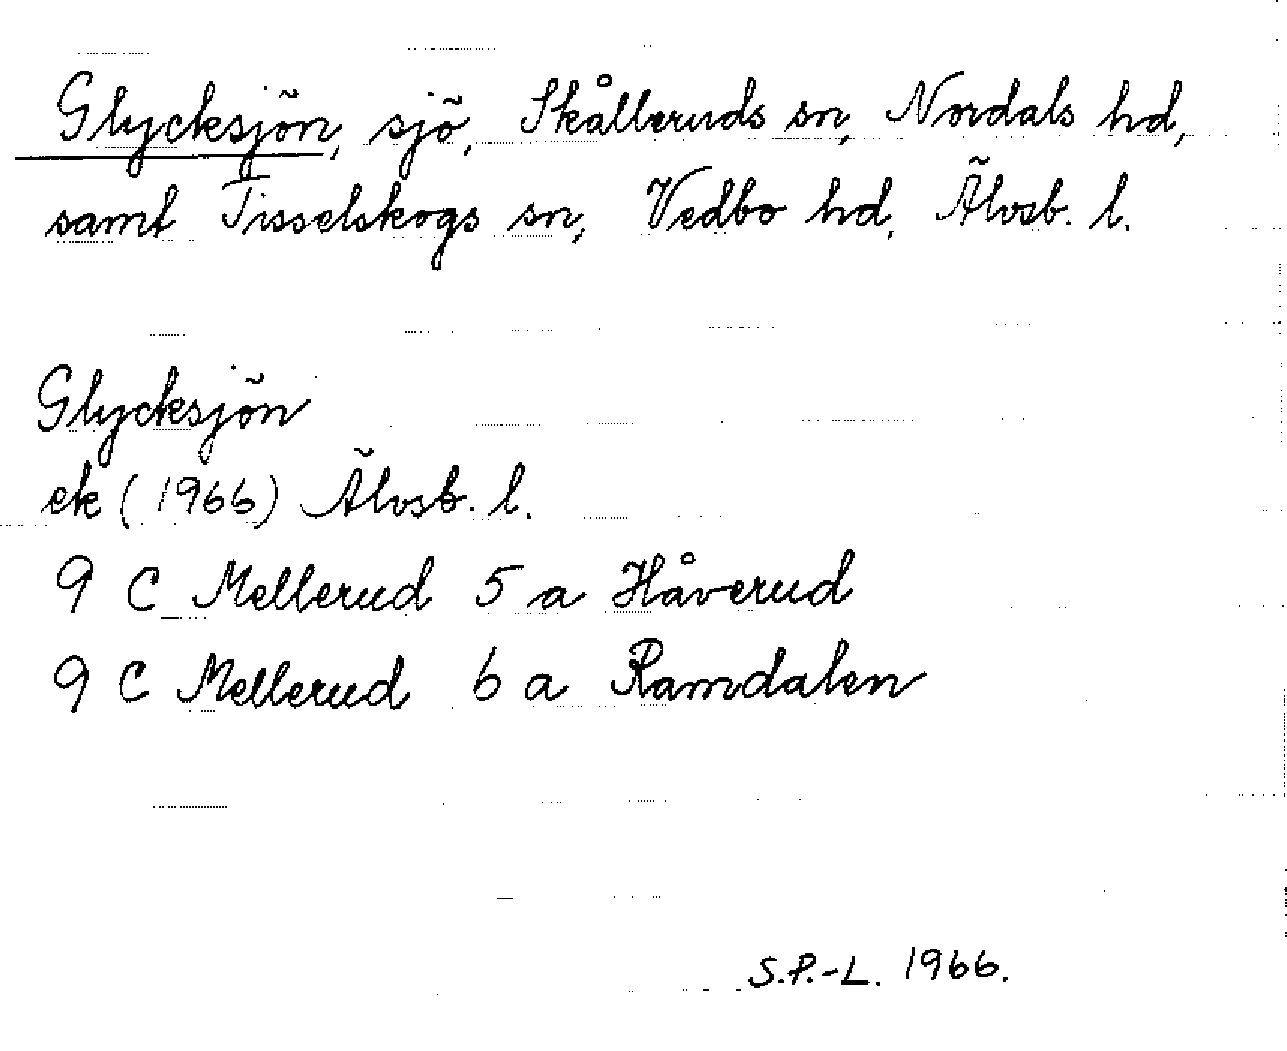 Glycksjön, sjö, Skålleruds sn, Nordals hd,
samt Tisselskogs sn, Vedbo hd, Älvsb. l.
Glycksjön
ek (1966) Älvsb. l.
9 C Mellerud 5 a Håverud
9 C Mellerud 6 a Ramdalen
S.P.-L. 1966.